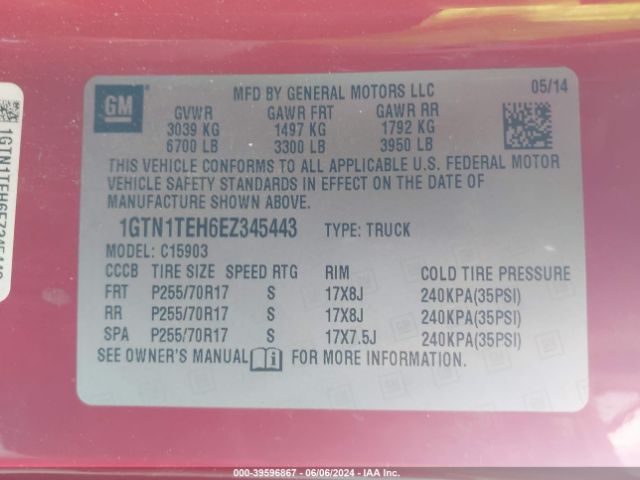 GM
MFD BY GENERAL MOTORS LLC 05/14
GVWR GAWR FRT GAWR RR
3039 KG 1497 KG 1792 KG
6700 LB 3300 LB 3950 LB
THIS VEHICLE CONFORMS TO ALL APPLICABLE U.S. FEDERAL MOTOR
VEHICLE SAFETY STANDARDS IN EFFECT ON THE DATE OF
MANUFACTURE SHOWN ABOVE.
1GTN1TEH6EZ345443 TYPE: TRUCK
MODEL: C15903
CCCB TIRE SIZE SPEED RTG RIM COLD TIRE PRESSURE
FRT P255/70R17 S 17X8J 240KPA(35PSI)
RR P255/70R17 S 17X8J 240KPA(35PSI)
SPA P255/70R17 S 17X7.5J 240KPA(35PSI)
SEE OWNER'S MANUAL FOR MORE INFORMATION.
1GTN1TEH6EZ345443
000-39596867 - 06/06/2024 - IAA Inc.